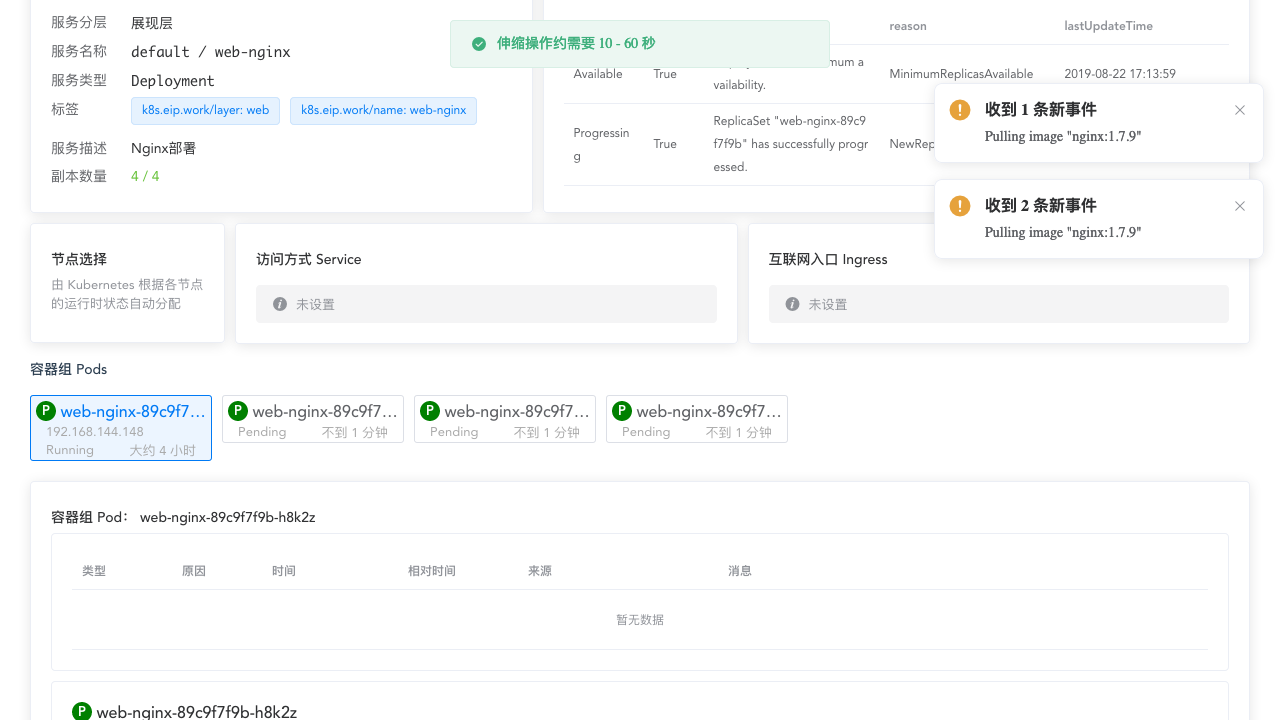 服务分层 展现层
服务名称 default / web-nginx
服务类型 Deployment
标签 k8s.eip.work/layer: web k8s.eip.work/name: web-nginx
服务描述 Nginx部署
副本数量 4 / 4
伸缩操作约需要 10 - 60 秒
reason lastUpdateTime
Available True availability. MinimumReplicasAvailable 2019-08-22 17:13:59
Progressing True ReplicaSet "web-nginx-89c9f7f9b" has successfully progressed.
收到 1 条新事件
Pulling image "nginx:1.7.9"
收到 2 条新事件
Pulling image "nginx:1.7.9"
节点选择
由 Kubernetes 根据各节点
的运行时状态自动分配
访问方式 Service
未设置
互联网入口 Ingress
未设置
容器组 Pods
P web-nginx-89c9f7...
192.168.144.148
Running 大约 4 小时
P web-nginx-89c9f7...
Pending 不到 1 分钟
P web-nginx-89c9f7...
Pending 不到 1 分钟
P web-nginx-89c9f7...
Pending 不到 1 分钟
容器组 Pod： web-nginx-89c9f7f9b-h8k2z
类型 原因 时间 相对时间 来源 消息
暂无数据
P web-nginx-89c9f7f9b-h8k2z